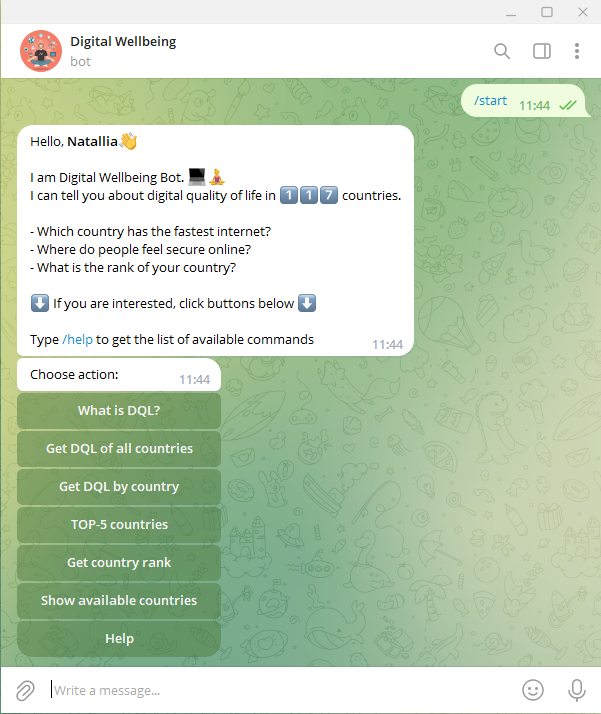 Digital Wellbeing
bot
/start 11:44
Hello, Natallia👋
I am Digital Wellbeing Bot. 💻 🧘
I can tell you about digital quality of life in 1️⃣1️⃣7️⃣ countries.
- Which country has the fastest internet?
- Where do people feel secure online?
- What is the rank of your country?
⬇️ If you are interested, click buttons below ⬇️
Type /help to get the list of available commands 11:44
Choose action: 11:44
What is DQL?
Get DQL of all countries
Get DQL by country
TOP-5 countries
Get country rank
Show available countries
Help
Write a message...